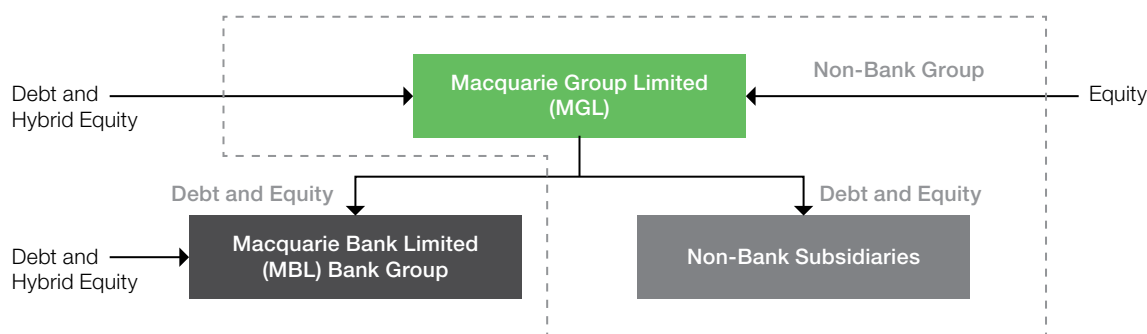 Macquarie Group Limited
(MGL)
Non-Bank Group
Debt and
Hybrid Equity
Equity
Debt and Equity
Debt and Equity
Macquarie Bank Limited
(MBL) Bank Group
Non-Bank Subsidiaries
Debt and
Hybrid Equity